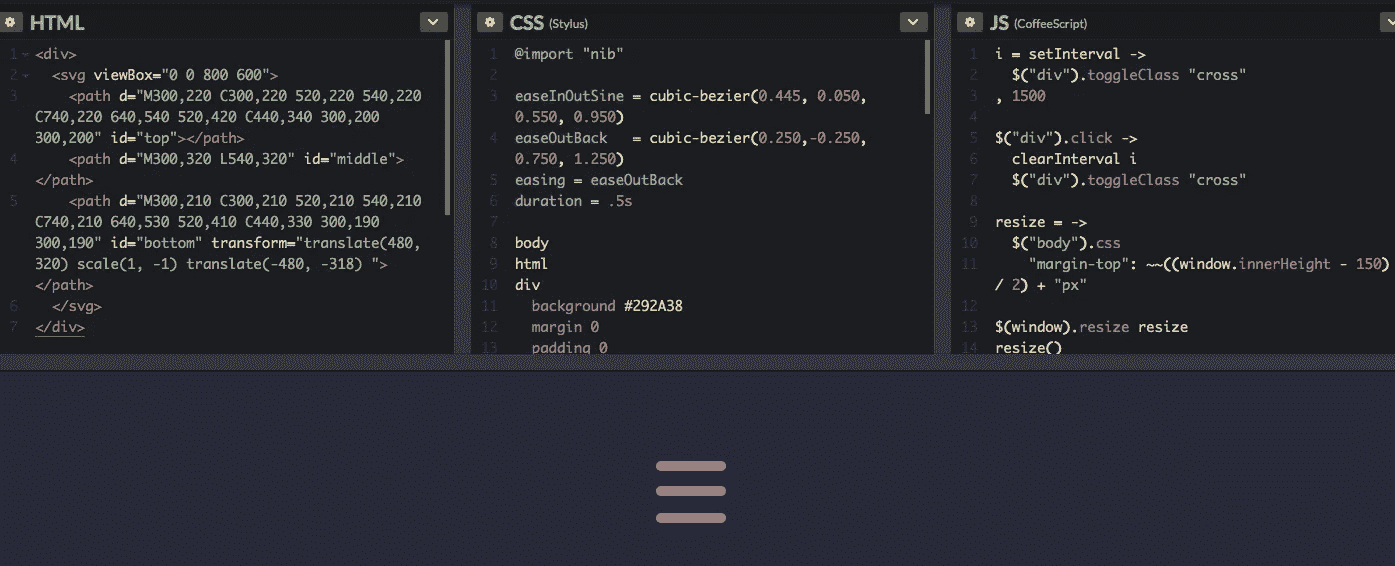 HTML
1 <div>
2 <svg viewBox="0 0 800 600">
3 <path d="M300,220 C300,220 520,220 540,220
C740,220 640,540 520,420 C440,340 300,200
300,200" id="top"></path>
4 <path d="M300,320 L540,320" id="middle">
</path>
5 <path d="M300,210 C300,210 520,210 540,210
C740,210 640,530 520,410 C440,330 300,190
300,190" id="bottom" transform="translate(480,
320) scale(1, -1) translate(-480, -318) ">
</path>
6 </svg>
7 </div>
CSS (Stylus)
1 @import "nib"
2
3 easeInOutSine = cubic-bezier(0.445, 0.050,
0.550, 0.950)
4 easeOutBack   = cubic-bezier(0.250,-0.250,
0.750, 1.250)
5 easing = easeOutBack
6 duration = .5s
7
8 body
9 html
10 div
11 background #292A38
12 margin 0
13 padding 0
JS (CoffeeScript)
1 i = setInterval ->
2 $("div").toggleClass "cross"
3 , 1500
4
5 $("div").click ->
6 clearInterval i
7 $("div").toggleClass "cross"
8
9 resize = ->
10 $("body").css
11 "margin-top": ~~((window.innerHeight - 150)
/ 2) + "px"
12
13 $(window).resize resize
14 resize()